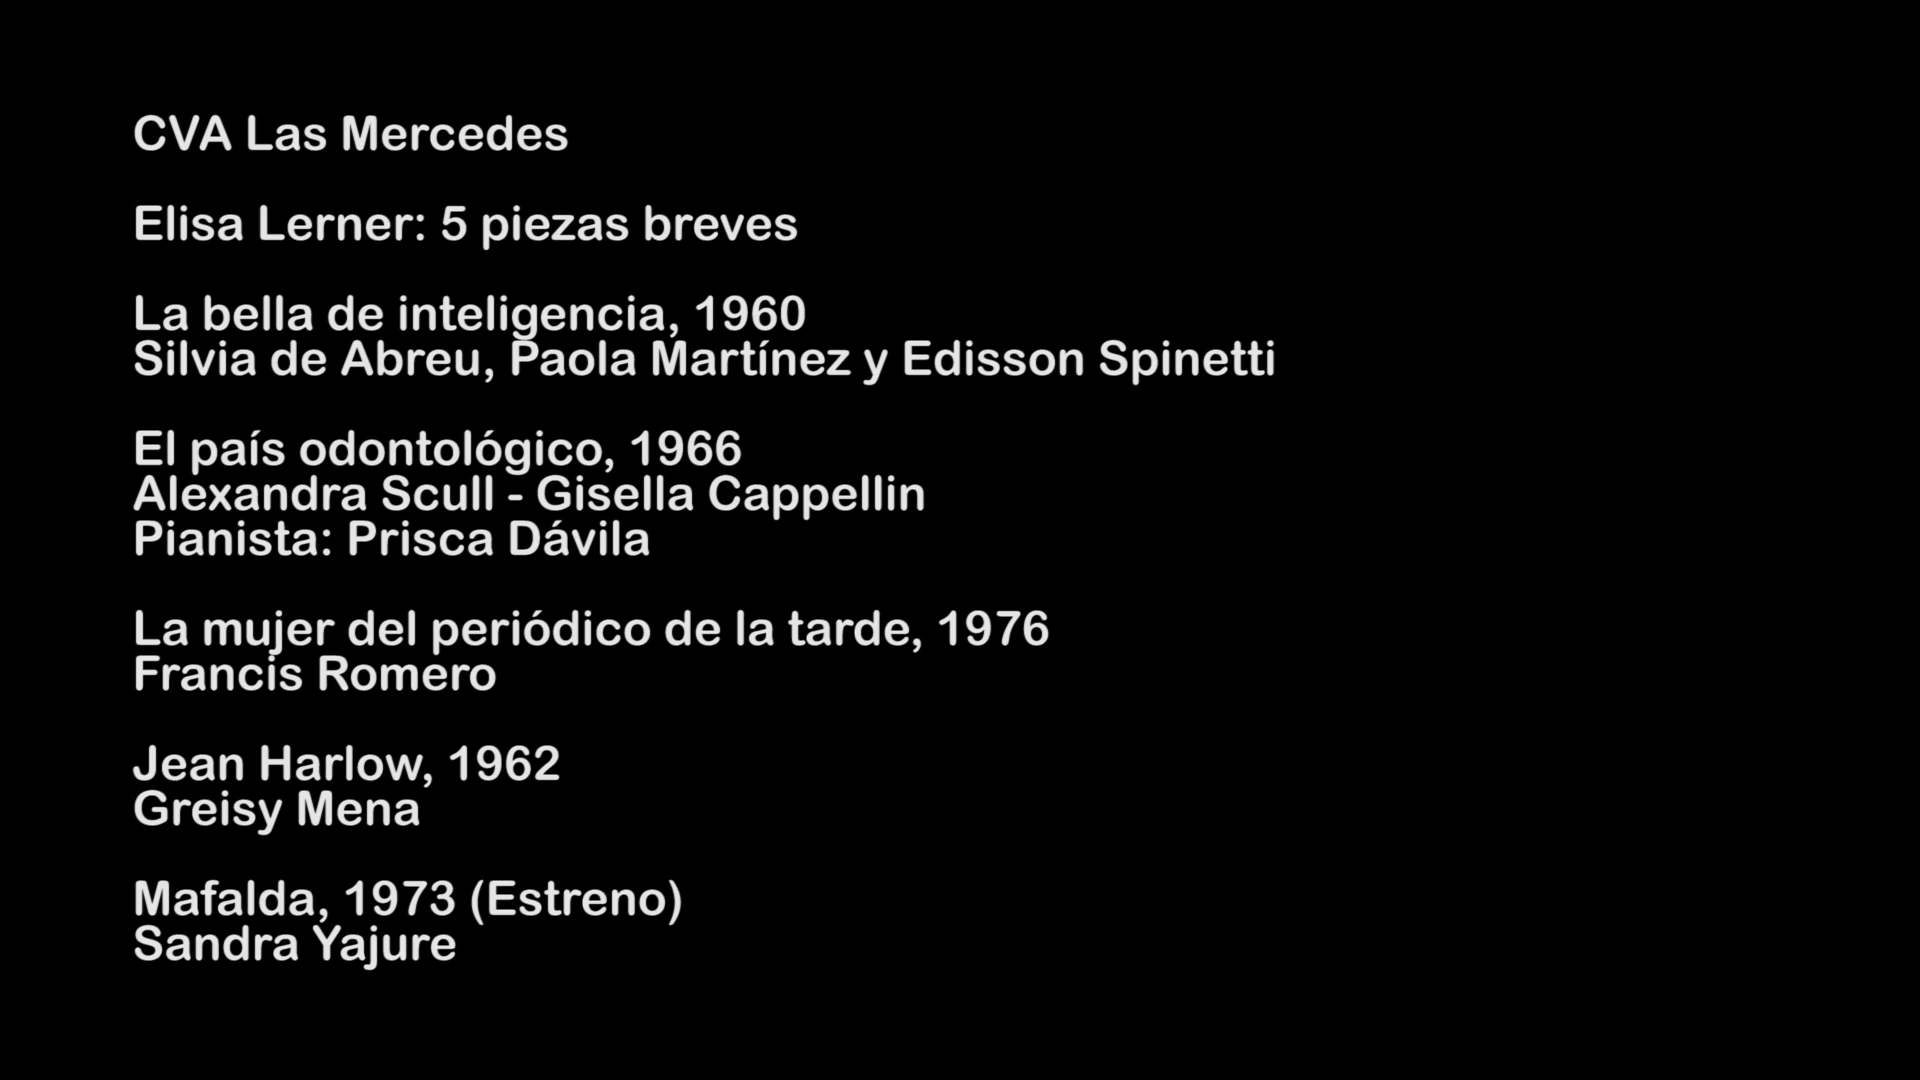 CVA Las Mercedes
Elisa Lerner: 5 piezas breves
La bella de inteligencia, 1960
Silvia de Abreu, Paola Martínez y Edisson Spinetti
El país odontológico, 1966
Alexandra Scull - Gisella Cappellin
Pianista: Prisca Dávila
La mujer del periódico de la tarde, 1976
Francis Romero
Jean Harlow, 1962
Greisy Mena
Mafalda, 1973 (Estreno)
Sandra Yajure